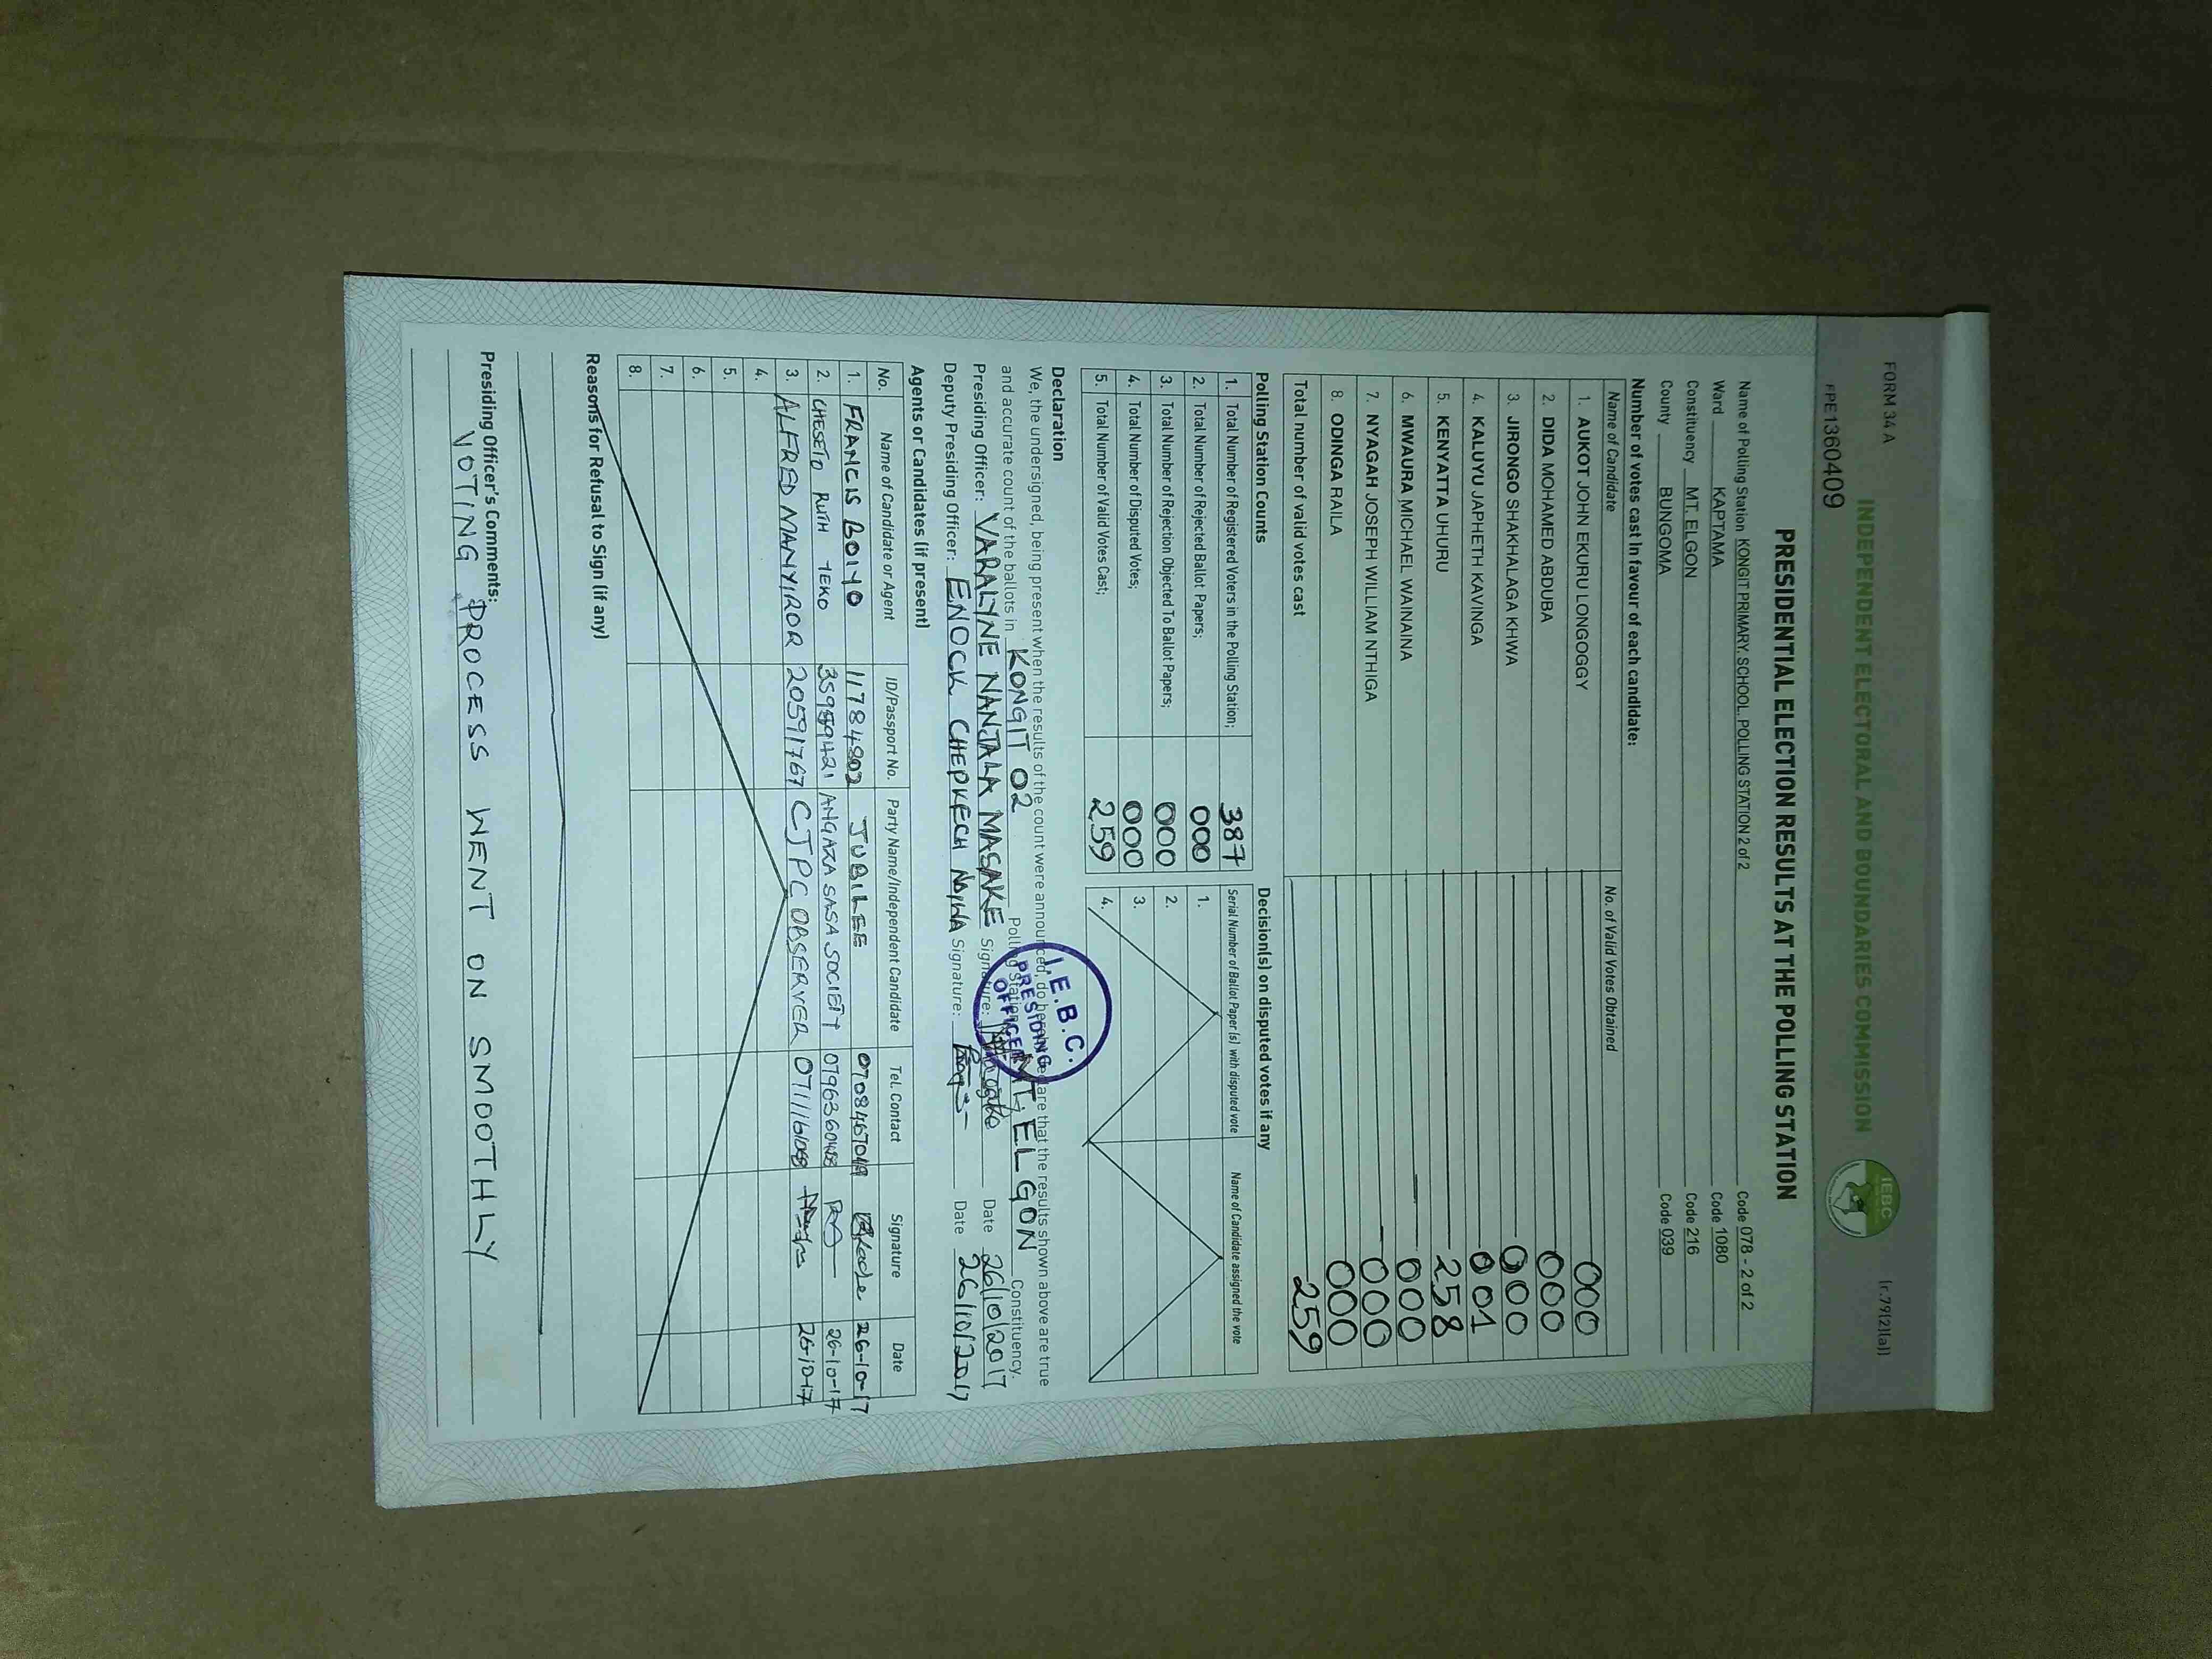 FORM 34 A
(r.79(2)(a))
INDEPENDENT ELECTORAL AND BOUNDARIES COMMISSION
IEBC
PPE1360409
PRESIDENTIAL ELECTION RESULTS AT THE POLLING STATION
Name of Polling Station KONGIT PRIMARY. SCHOOL. POLLING STATION 2 of 2 Code 078 - 2 of 2
Ward KAPTAMA Code 1080
Constituency MT. ELGON Code 216
County BUNGOMA Code 039
Number of votes cast in favour of each candidate:
Name of Candidate No. of Valid Votes Obtained
1. AUKOT JOHN EKURU LONGOGGY 000
2. DIDA MOHAMED ABDUBA 000
3. JIRONGO SHAKHALAGA KHWA 000
4. KALUYU JAPHETH KAVINGA 001
5. KENYATTA UHURU 258
6. MWAURA MICHAEL WAINAINA 000
7. NYAGAH JOSEPH WILLIAM NTHIGA 000
8. ODINGA RAILA 000
Total number of valid votes cast 259
Polling Station Counts Decision(s) on disputed votes if any
1. Total Number of Registered Voters in the Polling Station; 387 Serial Number of Ballot Paper (s) with disputed vote Name of Candidate assigned the vote
2. Total Number of Rejected Ballot Papers; 000 1.
3. Total Number of Rejection Objected To Ballot Papers; 000 2.
4. Total Number of Disputed Votes; 000 3.
5. Total Number of Valid Votes Cast; 259 4.
Declaration
We, the undersigned, being present when the results of the count were announced, do hereby declare that the results shown above are true
and accurate count of the ballots in KONGIT 02 Polling Station MT. ELGON Constituency.
Presiding Officer: VARALYNE NANJALA MASAKE Signature: Date 26/10/2017
Deputy Presiding Officer: ENOCK CHEPKECH Signature: Date 26/10/2017
I.E.B.C.
PRESIDING
OFFICER
Agents or Candidates (if present)
No. Name of Candidate or Agent ID/Passport No. Party Name/Independent Candidate Tel. Contact Signature Date
1. FRANCIS BOIYO 11784802 JUBILEE 26-10-17
2. CHESETO RUTH TEKO ANGAZA SASA SOCIETY 26-10-17
3. ALFRED MANYIROR 20591767 CJPC OBSERVER 26-10-17
4.
5.
6.
7.
8.
Reasons for Refusal to Sign (if any)
Presiding Officer's Comments:
VOTING PROCESS WENT ON SMOOTHLY